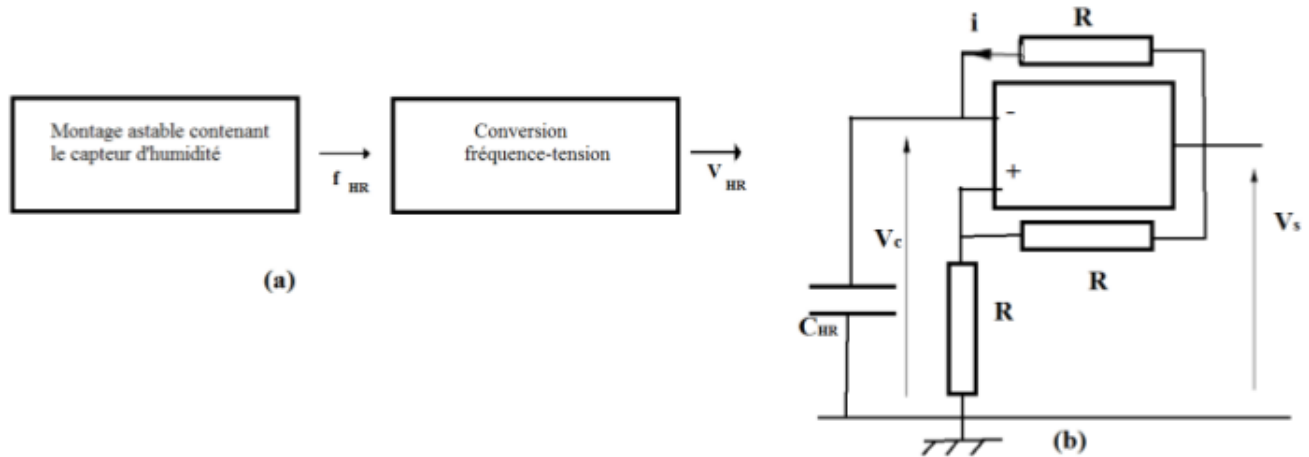 Montage astable contenant
le capteur d'humidité
f HR
Conversion
fréquence-tension
V HR
(a)
i
R
-
+
Vc
Vs
R
R
CHR
(b)